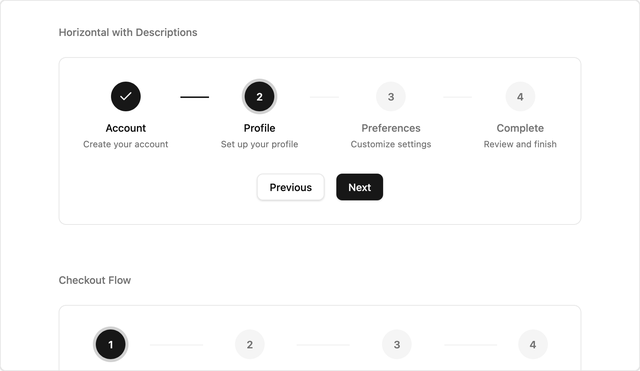 Horizontal with Descriptions
2 3 4
Account Profile Preferences Complete
Create your account Set up your profile Customize settings Review and finish
Previous Next
Checkout Flow
1 2 3 4